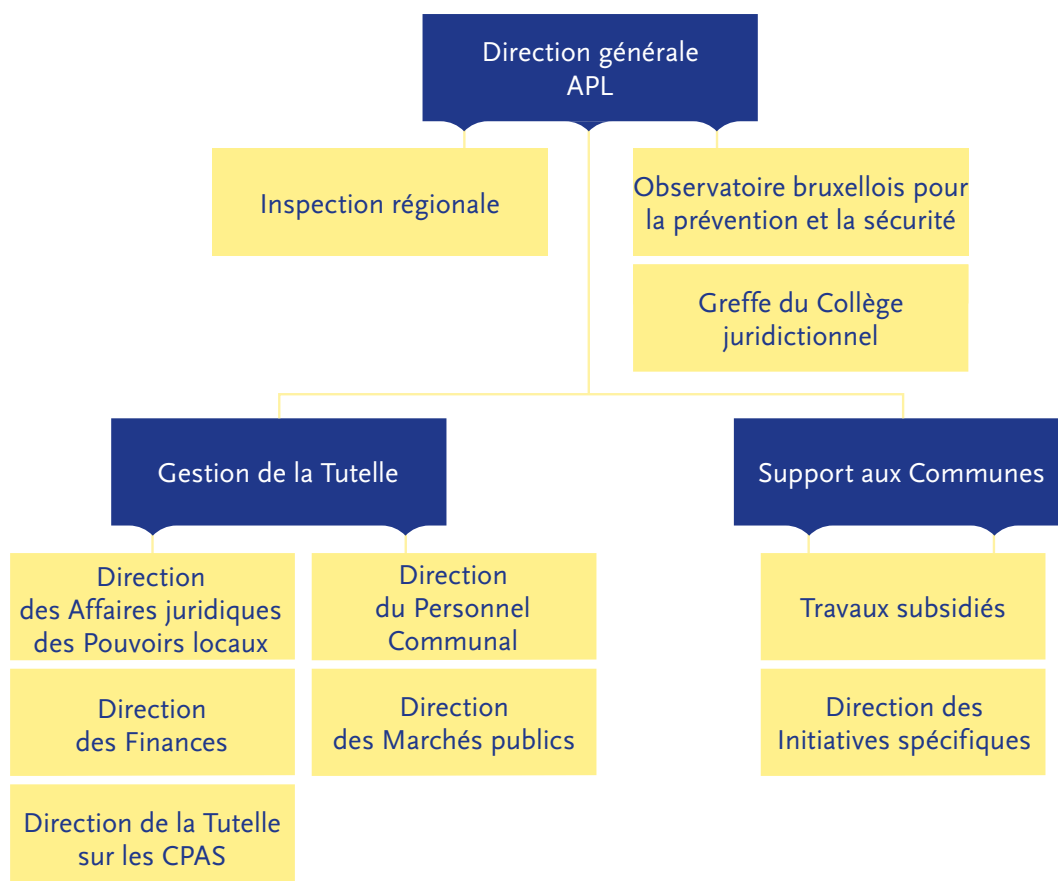 Direction générale
APL
Inspection régionale
Observatoire bruxellois pour
la prévention et la sécurité
Greffe du Collège
juridictionnel
Gestion de la Tutelle
Support aux Communes
Direction
des Affaires juridiques
des Pouvoirs locaux
Direction
du Personnel
Communal
Travaux subsidiés
Direction
des Finances
Direction
des Marchés publics
Direction des
Initiatives spécifiques
Direction de la Tutelle
sur les CPAS